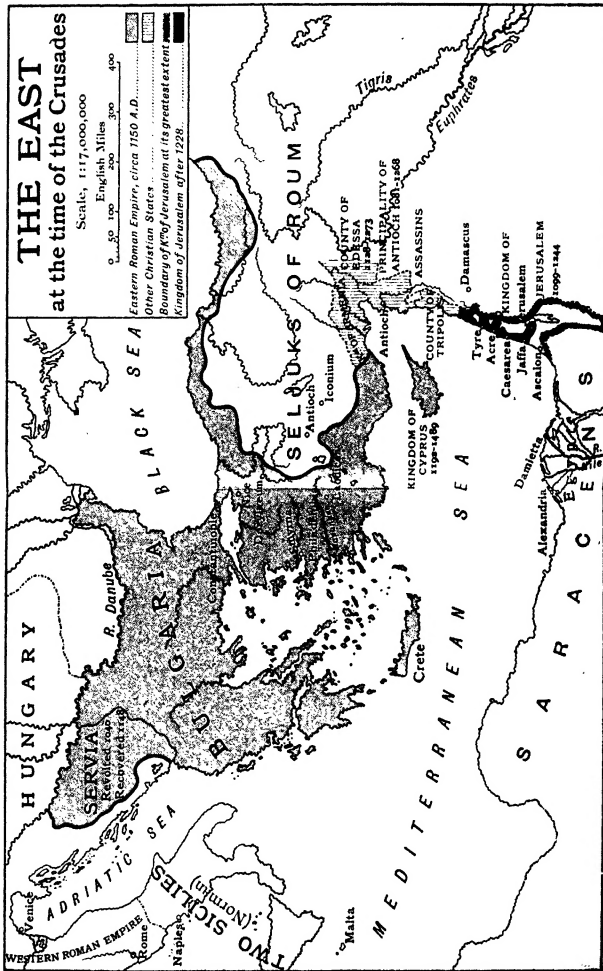 THE EAST
at the time of the Crusades
Scale, 1:17,000,000
English Miles
0 50 100 200 300 400
Eastern Roman Empire, circa 1150 A.D.
Other Christian States
Boundary of Km of Jerusalem at its greatest extent
Kingdom of Jerusalem after 1228.
HUNGARY
R. Danube
BLACK SEA
Venice
ADRIATIC SEA
WESTERN ROMAN EMPIRE
Rome
Naples
TWO SICILIES
(Norman)
Malta
SERVIA
Revolted 1040
Recovered 1148
BULGARIA
Constantinople
SELJUKS OF ROUM
Antioch
Iconium
Tigris
Euphrates
COUNTY OF
EDESSA
PRINCIPALITY OF
ANTIOCH
Antioch
ASSASSINS
COUNTY OF
TRIPOLI
Damascus
KINGDOM OF
CYPRUS
1192-1489
Tyre
Acre
Caesarea
Jaffa
Ascalon
KINGDOM OF
Jerusalem
JERUSALEM
1099-1244
Crete
MEDITERRANEAN SEA
Alexandria
Damietta
SARACENS